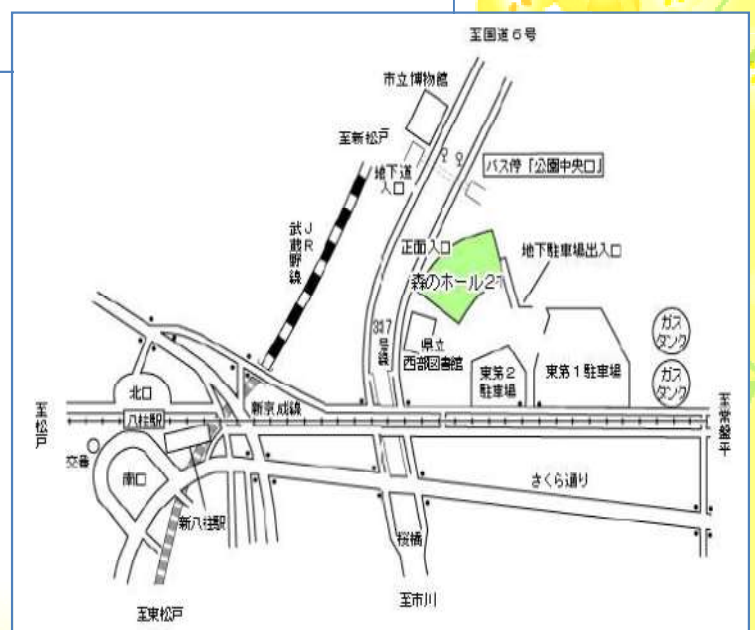 至国道6号
市立博物館
至新松戸
地下道
入口
バス停「公園中央口」
JR
武蔵野線
正面入口
地下駐車場出入口
森のホール2
317号線
県立
西部図書館
東第2
駐車場
東第1駐車場
ガス
タンク
ガス
タンク
北口
新京成線
至松戸
八柱駅
至常盤平
交番
南口
さくら通り
新八柱駅
桜橋
至東松戸
至市川